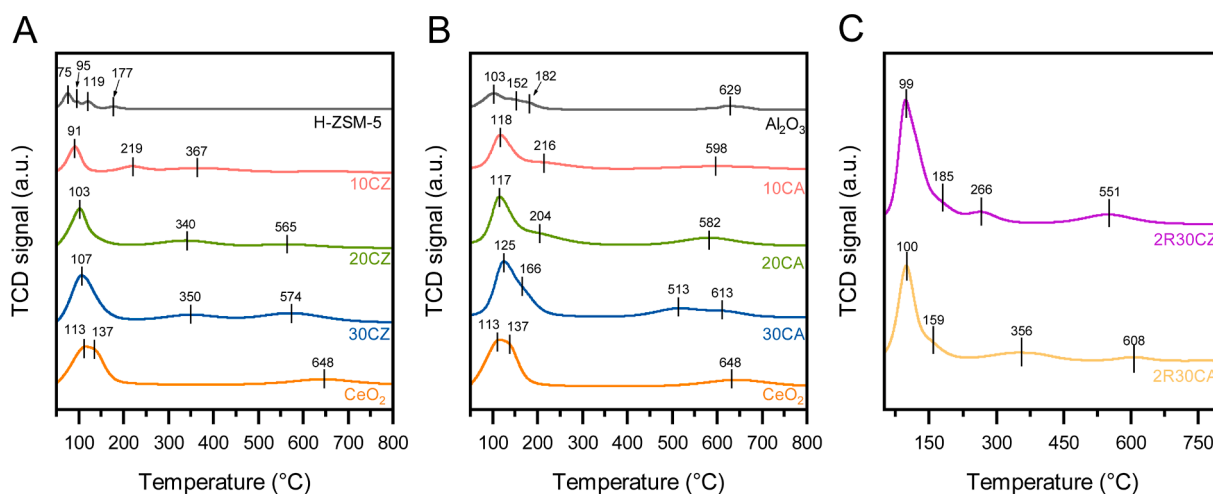 A
75 95 119 177
H-ZSM-5
91 219 367
10CZ
103 340 565
20CZ
107 350 574
30CZ
113 137 648
CeO₂
TCD signal (a.u.)
0 100 200 300 400 500 600 700 800
Temperature (°C)
B
103 152 182 629
Al₂O₃
118 216 598
10CA
117 204 582
20CA
125 166 513 613
30CA
113 137 648
CeO₂
TCD signal (a.u.)
100 200 300 400 500 600 700 800
Temperature (°C)
C
99 185 266 551
2R30CZ
100 159 356 608
2R30CA
TCD signal (a.u.)
150 300 450 600 750
Temperature (°C)